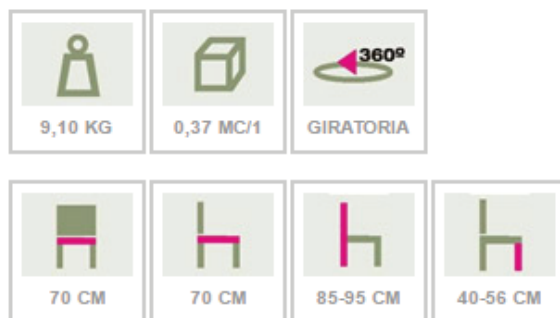 360º
9,10 KG
0,37 MC/1
GIRATORIA
70 CM
70 CM
85-95 CM
40-56 CM